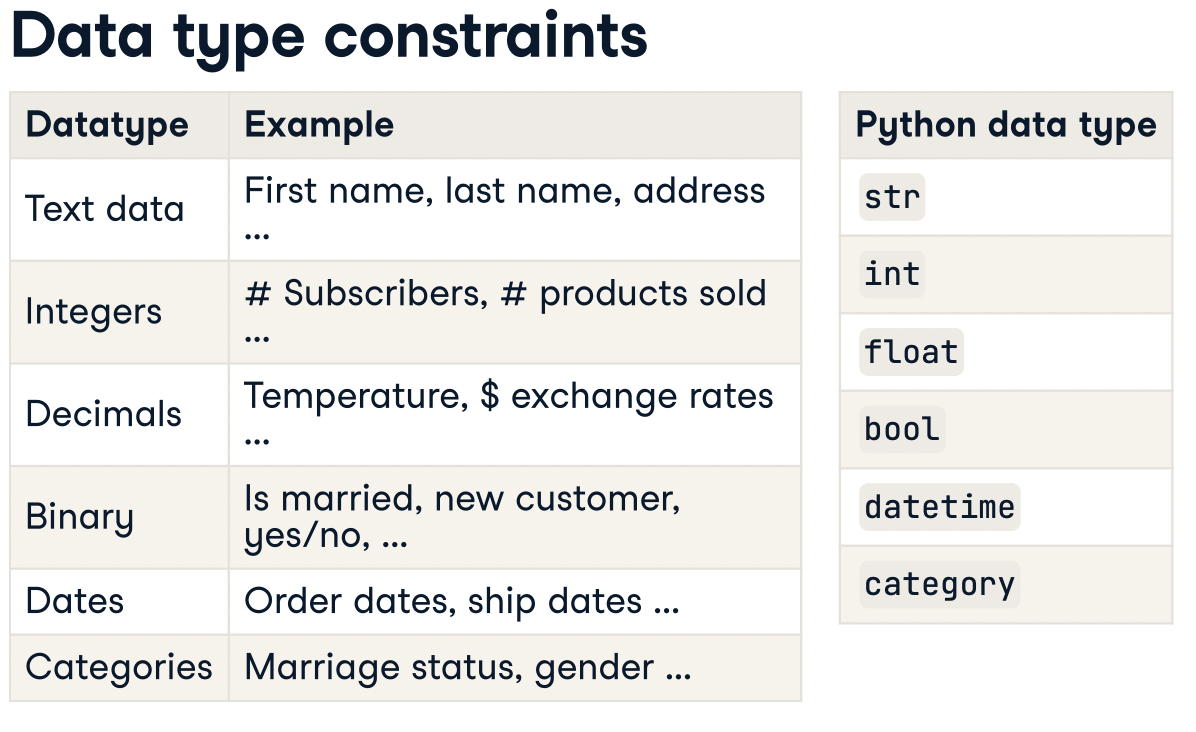 Data type constraints
Datatype Example
Text data First name, last name, address
...
Integers # Subscribers, # products sold
...
Decimals Temperature, $ exchange rates
...
Binary Is married, new customer,
yes/no, ...
Dates Order dates, ship dates ...
Categories Marriage status, gender ...
Python data type
str
int
float
bool
datetime
category